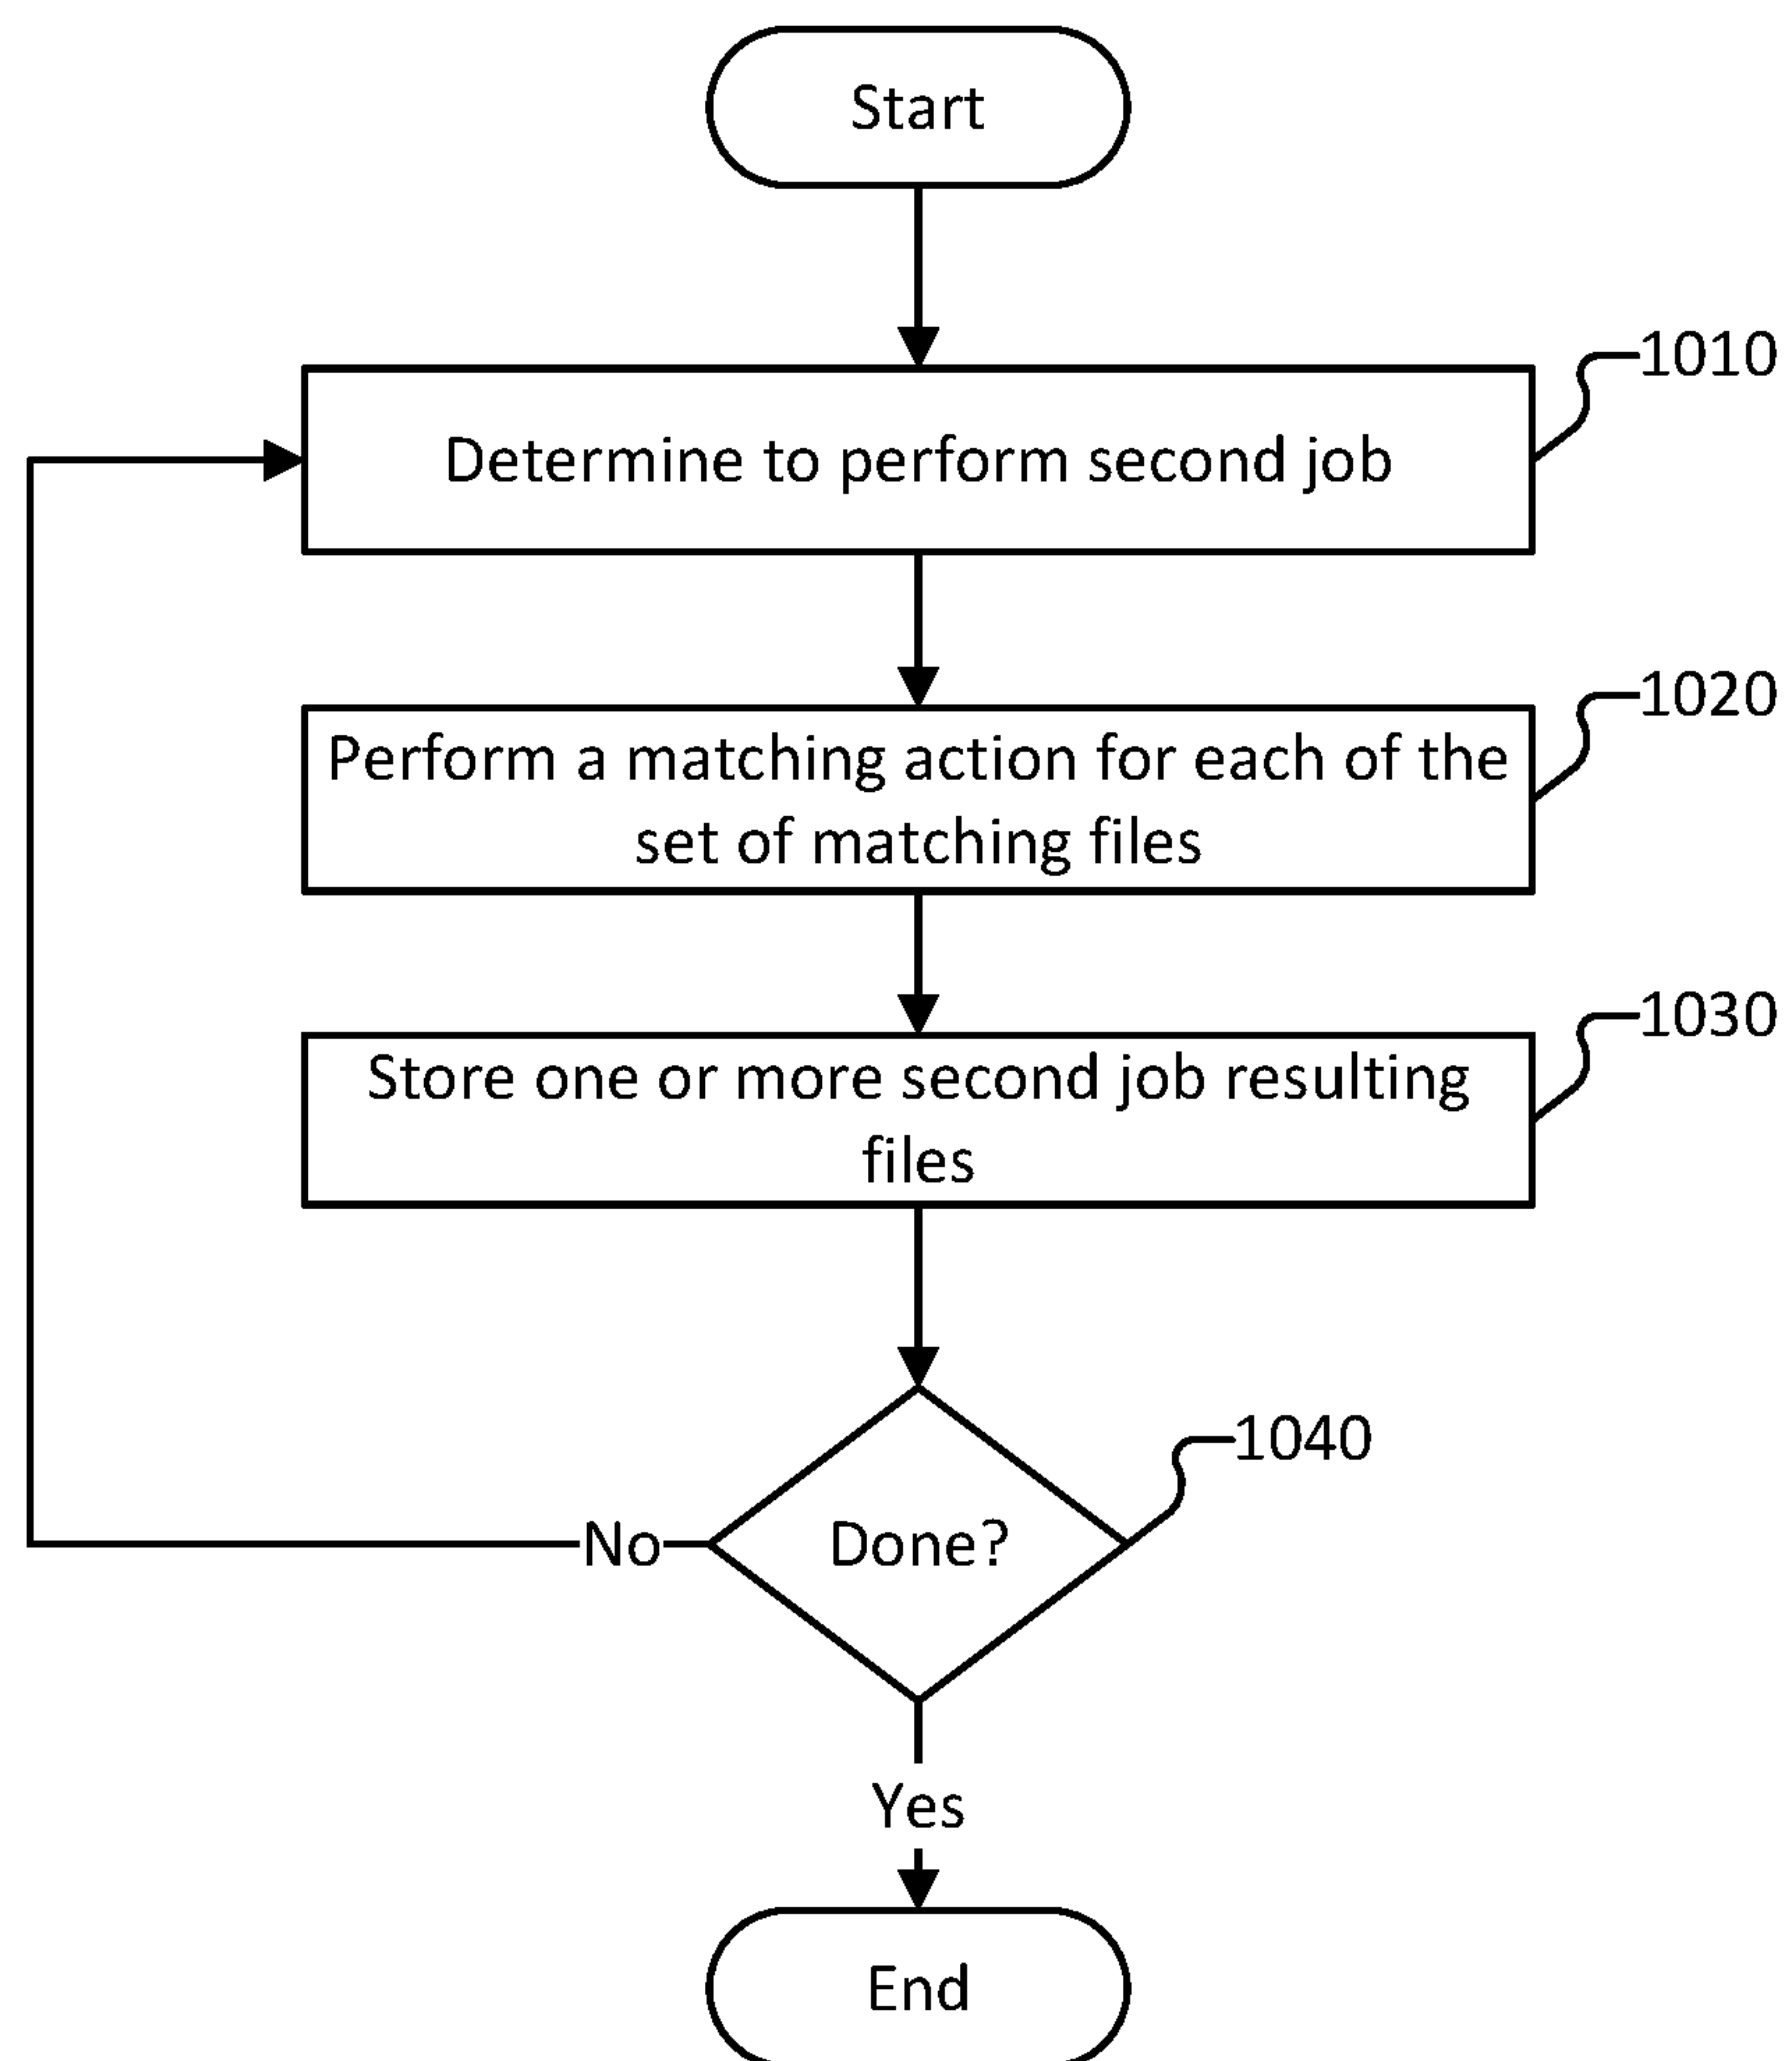 Start
1010
Determine to perform second job
1020
Perform a matching action for each of the
set of matching files
1030
Store one or more second job resulting
files
1040
Done?
No
Yes
End